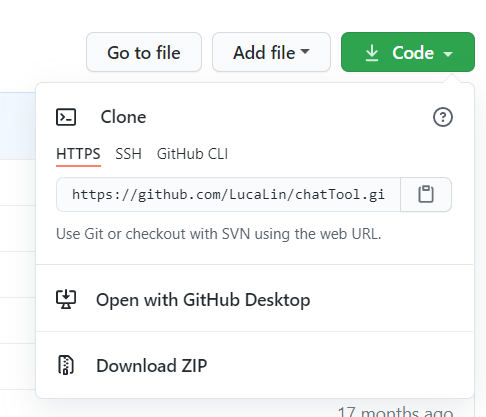 Go to file Add file Code
Clone
HTTPS SSH GitHub CLI
https://github.com/LucaLin/chatTool.gi
Use Git or checkout with SVN using the web URL.
Open with GitHub Desktop
Download ZIP
17 months ago